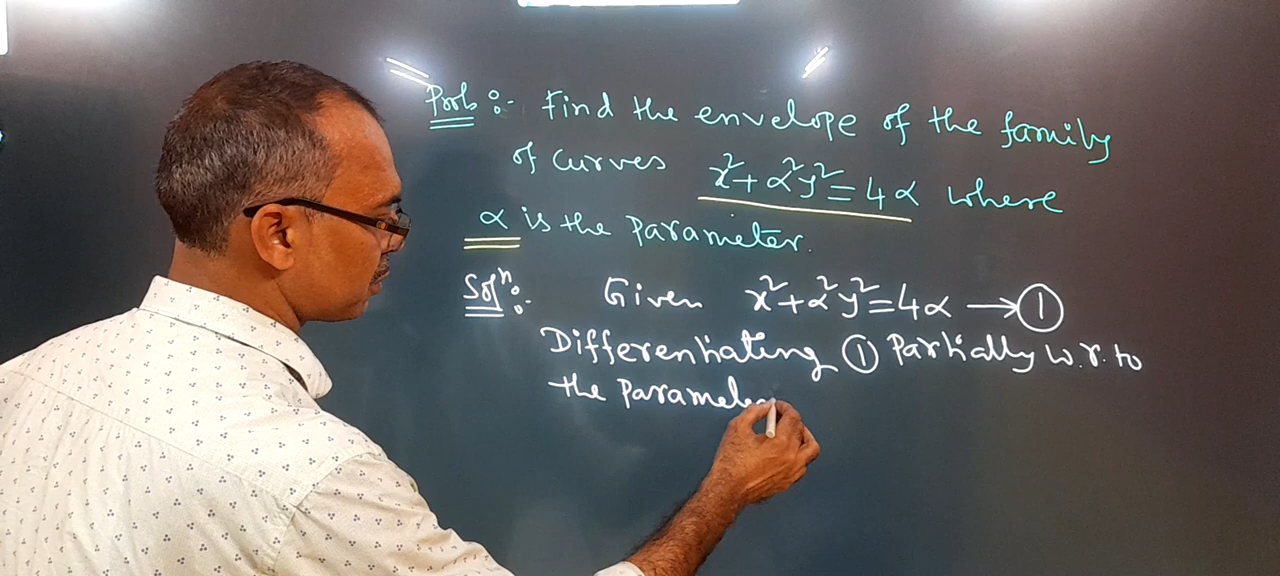 Prob :- Find the envelope of the family
of curves x²+α²y²=4α where
α is the parameter.
Solⁿ:- Given x²+α²y²=4α →①
Differentiating ① Partially w.r.to
the Paramete